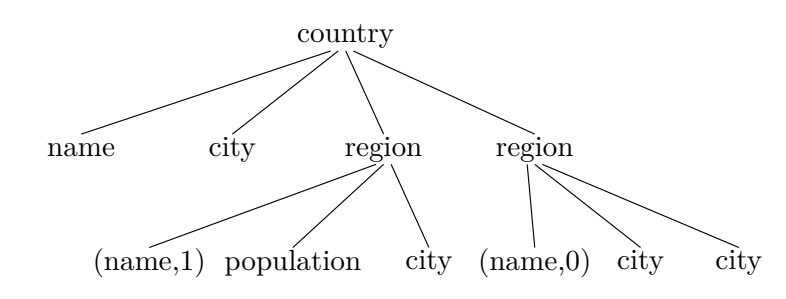 country
name city region region
(name,1) population city (name,0) city city